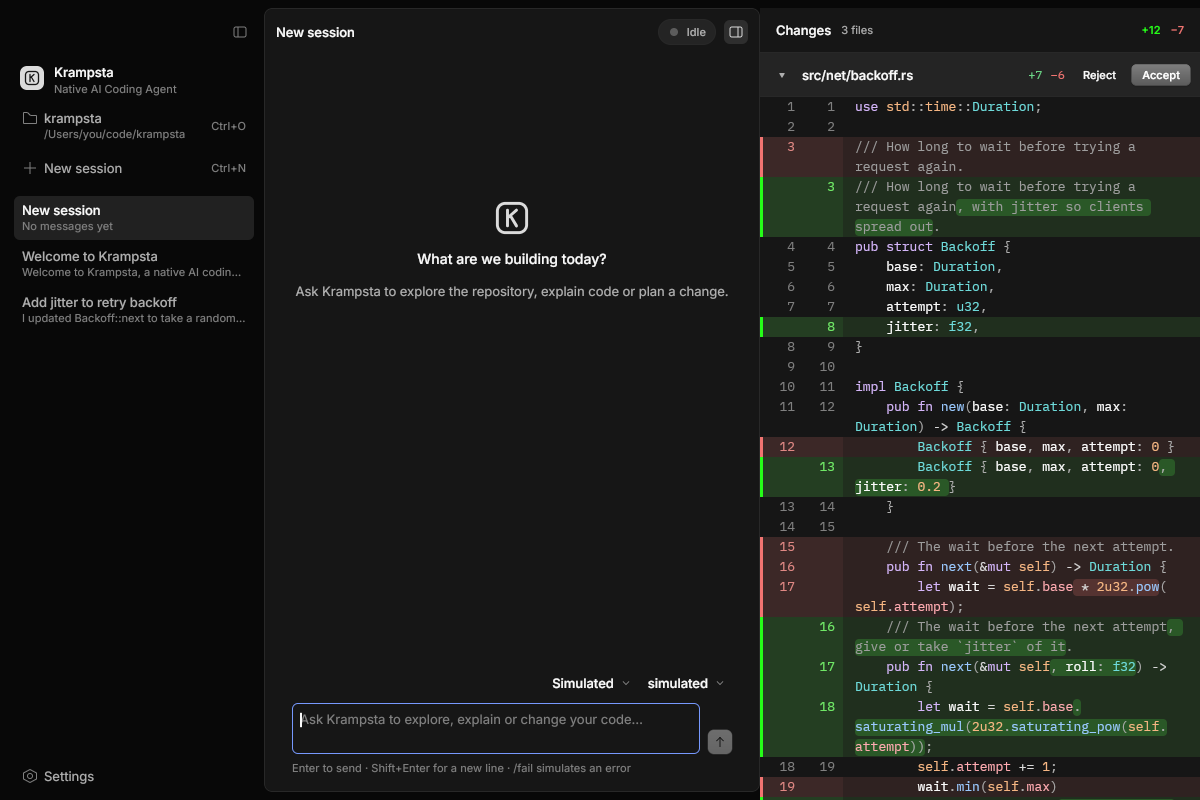 Krampsta
Native AI Coding Agent
krampsta
/Users/you/code/krampsta
Ctrl+O
New session
Ctrl+N
New session
No messages yet
Welcome to Krampsta
Welcome to Krampsta, a native AI codin...
Add jitter to retry backoff
I updated Backoff::next to take a random...
Settings
New session
Idle
K
What are we building today?
Ask Krampsta to explore the repository, explain code or plan a change.
Simulated
simulated
Ask Krampsta to explore, explain or change your code...
Enter to send · Shift+Enter for a new line · /fail simulates an error
Changes 3 files +12 −7
src/net/backoff.rs +7 −6 Reject Accept
1 1 use std::time::Duration;
2 2
3 /// How long to wait before trying a
request again.
3 /// How long to wait before trying a
request again, with jitter so clients
spread out.
4 4 pub struct Backoff {
5 5 base: Duration,
6 6 max: Duration,
7 7 attempt: u32,
8 jitter: f32,
8 9 }
9 10
10 11 impl Backoff {
11 12 pub fn new(base: Duration, max:
Duration) -> Backoff {
12 Backoff { base, max, attempt: 0 }
13 Backoff { base, max, attempt: 0,
jitter: 0.2 }
13 14 }
14 15
15 /// The wait before the next attempt.
16 pub fn next(&mut self) -> Duration {
17 let wait = self.base * 2u32.pow(
self.attempt);
16 /// The wait before the next attempt,
give or take `jitter` of it.
17 pub fn next(&mut self, roll: f32) ->
Duration {
18 let wait = self.base.
saturating_mul(2u32.saturating_pow(self.
attempt));
18 19 self.attempt += 1;
19 wait.min(self.max)